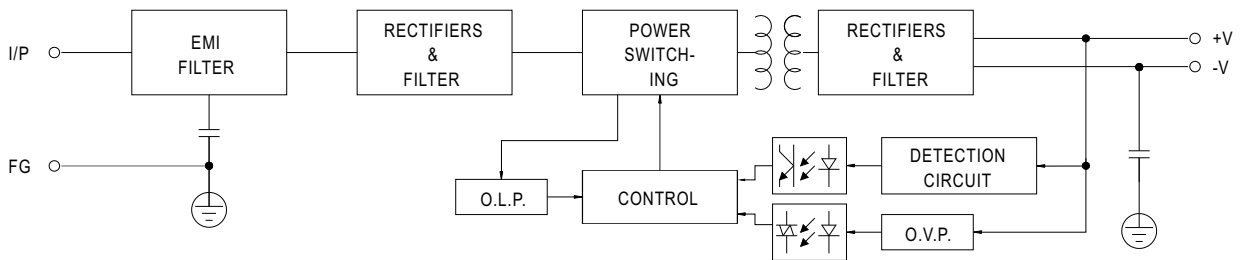 I/P
EMI
FILTER
RECTIFIERS
&
FILTER
POWER
SWITCH-
ING
RECTIFIERS
&
FILTER
+V
-V
FG
O.L.P.
CONTROL
DETECTION
CIRCUIT
O.V.P.